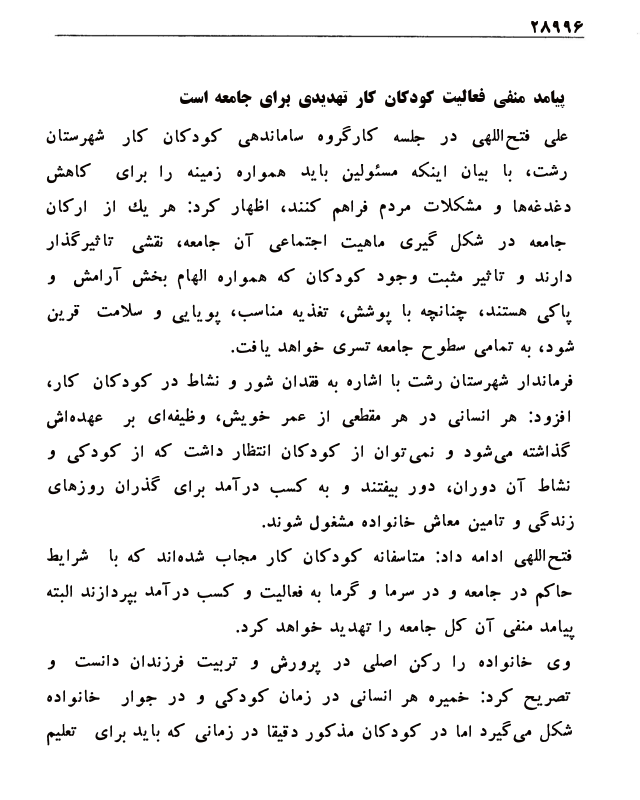 ۲۸۹۹۶
پیامد منفی فعالیت کودکان کار تهدیدی برای جامعه است
علی فتح‌اللهی در جلسه کارگروه ساماندهی کودکان کار شهرستان
رشت، با بیان اینکه مسئولین باید همواره زمینه را برای کاهش
دغدغه‌ها و مشکلات مردم فراهم کنند، اظهار کرد: هر یك از ارکان
جامعه در شکل گیری ماهیت اجتماعی آن جامعه، نقشی تاثیرگذار
دارند و تاثیر مثبت وجود کودکان که همواره الهام بخش آرامش و
پاکی هستند، چنانچه با پوشش، تغذیه مناسب، پویایی و سلامت قرین
شود، به تمامی سطوح جامعه تسری خواهد یافت.
فرماندار شهرستان رشت با اشاره به فقدان شور و نشاط در کودکان کار،
افزود: هر انسانی در هر مقطعی از عمر خویش، وظیفه‌ای بر عهده‌اش
گذاشته می‌شود و نمی‌توان از کودکان انتظار داشت که از کودکی و
نشاط آن دوران، دور بیفتند و به کسب درآمد برای گذران روزهای
زندگی و تامین معاش خانواده مشغول شوند.
فتح‌اللهی ادامه داد: متاسفانه کودکان کار مجاب شده‌اند که با شرایط
حاکم در جامعه و در سرما و گرما به فعالیت و کسب درآمد بپردازند البته
پیامد منفی آن کل جامعه را تهدید خواهد کرد.
وی خانواده را رکن اصلی در پرورش و تربیت فرزندان دانست و
تصریح کرد: خمیره هر انسانی در زمان کودکی و در جوار خانواده
شکل می‌گیرد اما در کودکان مذکور دقیقا در زمانی که باید برای تعلیم